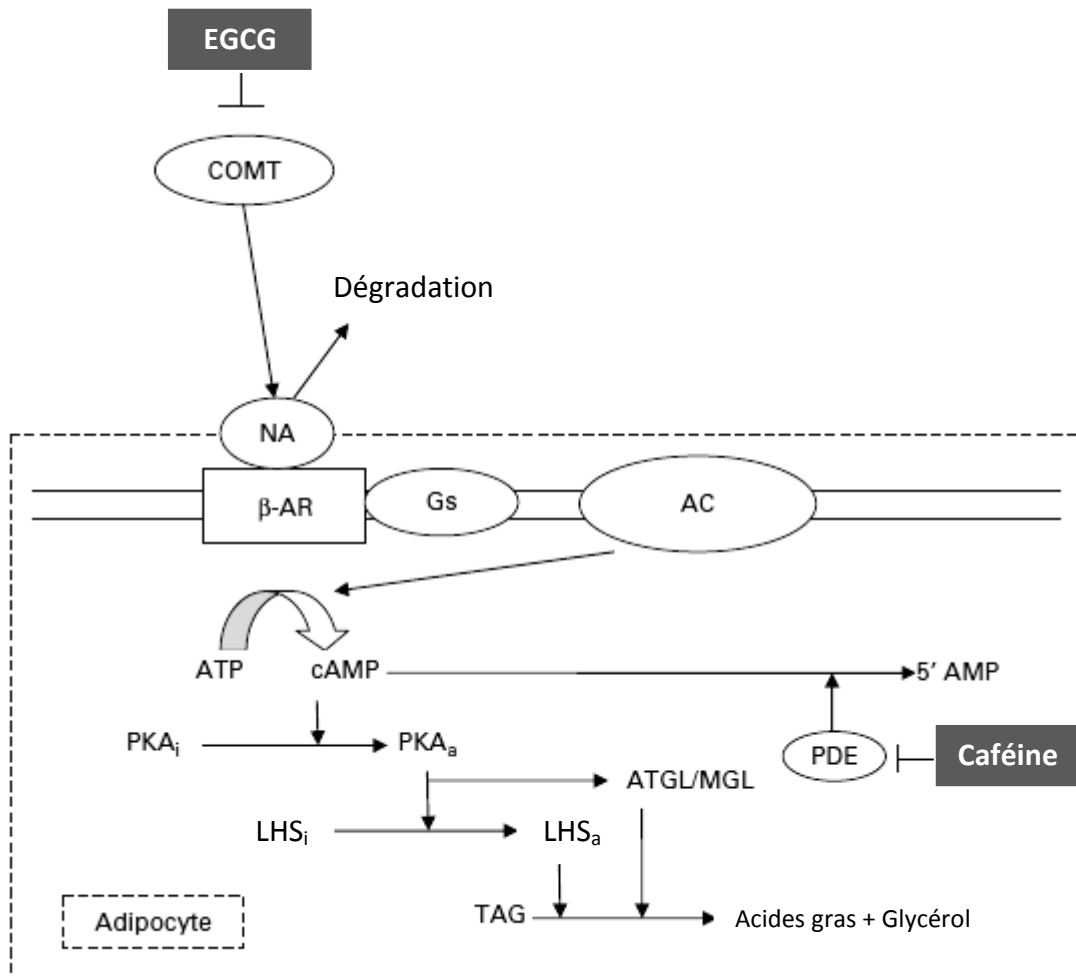 EGCG
COMT
Dégradation
NA
β-AR
Gs
AC
ATP
cAMP
5′ AMP
PKAi
PKAa
PDE
Caféine
ATGL/MGL
LHSi
LHSa
TAG
Acides gras + Glycérol
Adipocyte